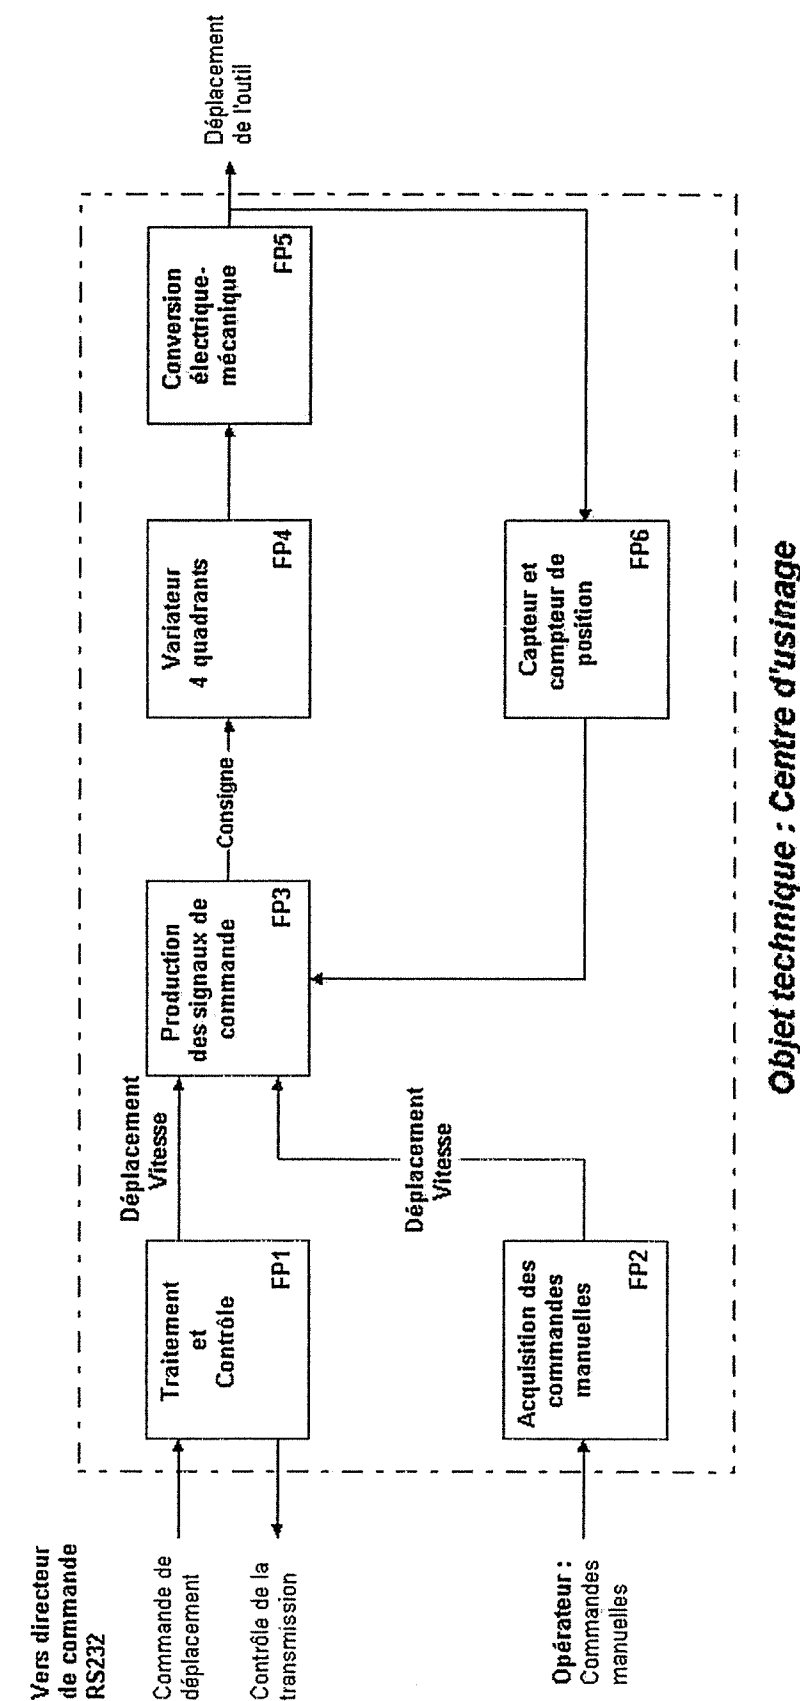 Vers directeur
de commande
RS232
Commande de
déplacement
Contrôle de la
transmission
Opérateur :
Commandes
manuelles
Traitement
et
Contrôle
FP1
Acquisition des
commandes
manuelles
FP2
Déplacement
Vitesse
Déplacement
Vitesse
Production
des signaux de
commande
FP3
Consigne
Variateur
4 quadrants
FP4
Capteur et
compteur de
position
FP6
Conversion
électrique-
mécanique
FP5
Déplacement
de l'outil
Objet technique : Centre d'usinage